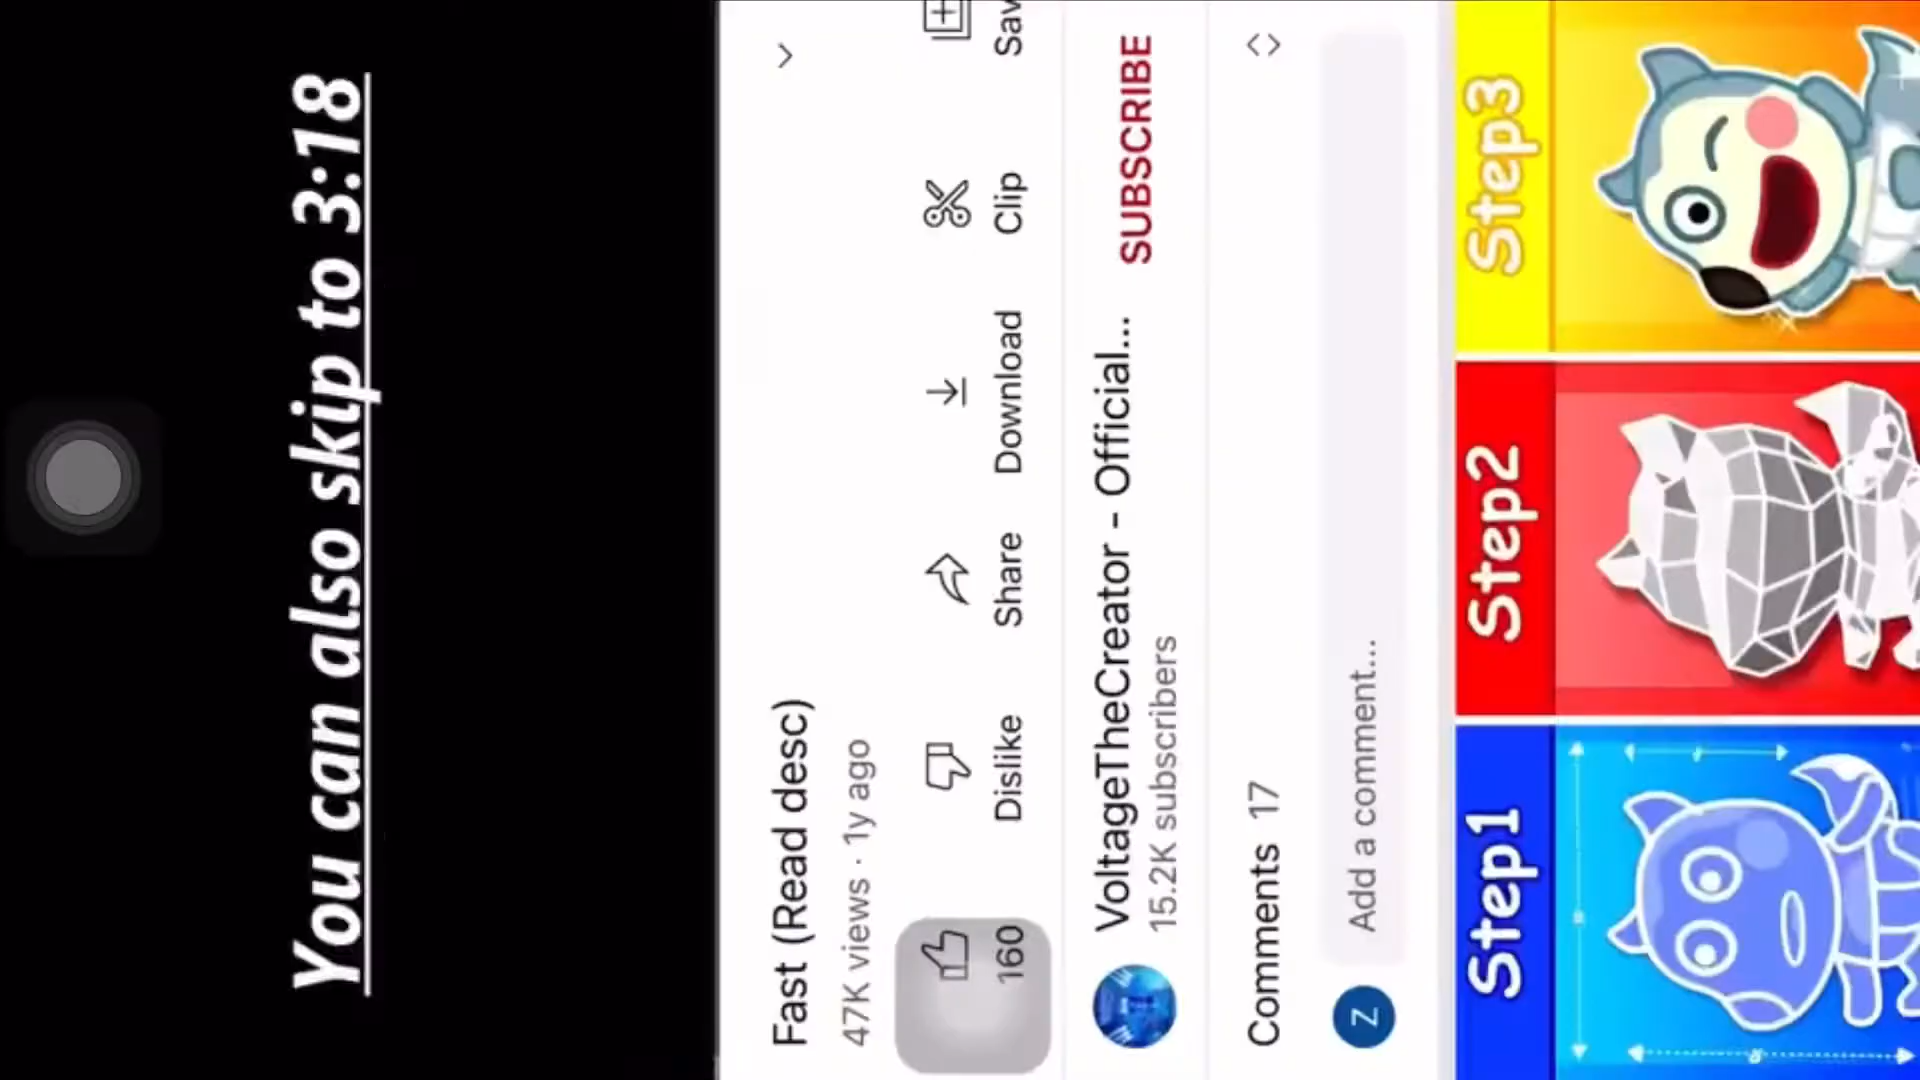 You can also skip to 3:18
Fast (Read desc)
47K views · 1y ago
160
Dislike
Share
Download
Clip
VoltageTheCreator - Official...
15.2K subscribers
SUBSCRIBE
Comments 17
Z
Add a comment...
Step1
Step2
Step3